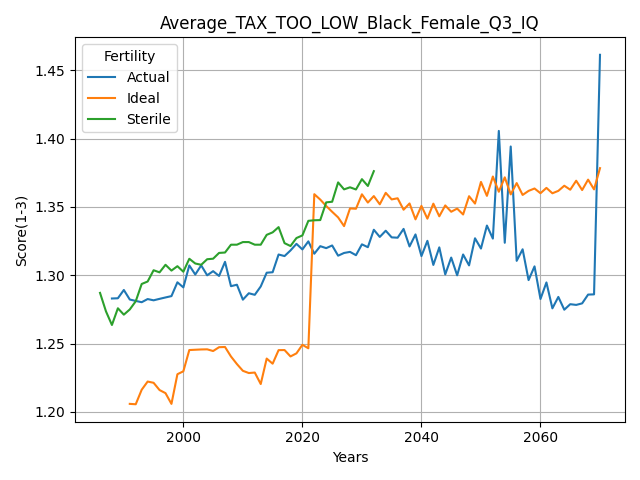 Average_TAX_TOO_LOW_Black_Female_Q3_IQ
Fertility
Actual
Ideal
Sterile
Score(1-3)
1.45
1.40
1.35
1.30
1.25
1.20
2000 2020 2040 2060
Years